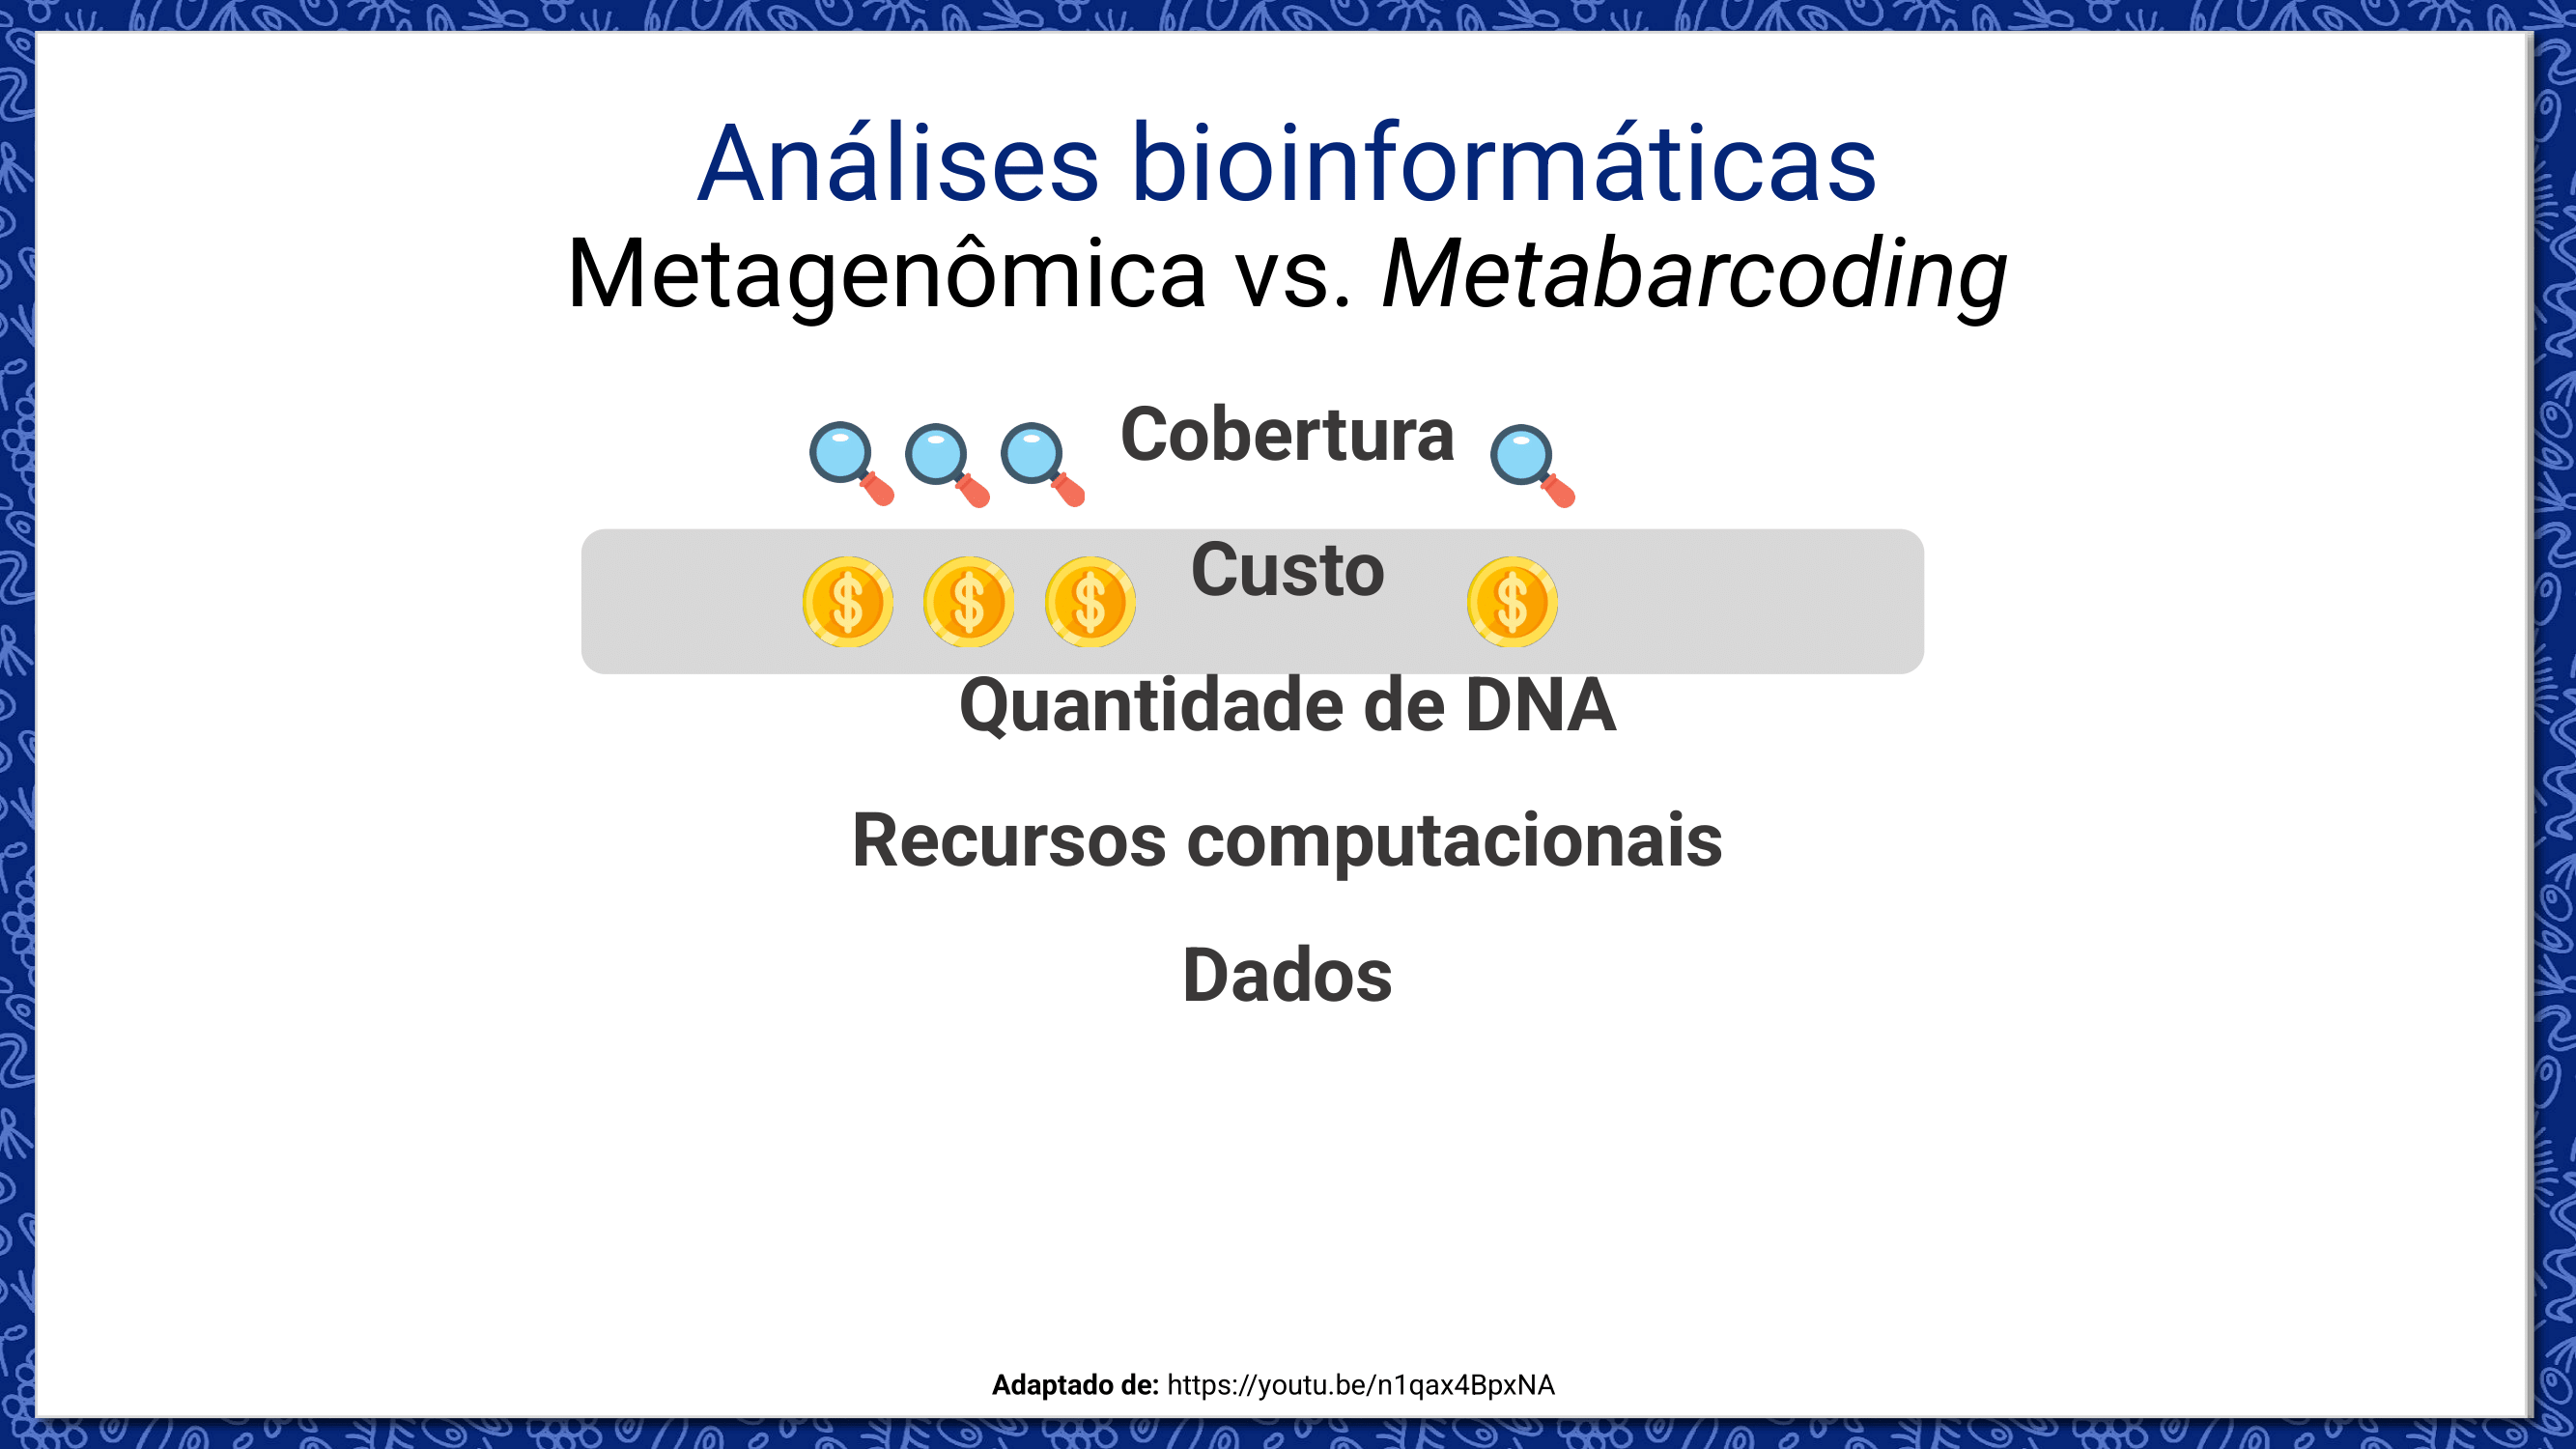 Análises bioinformáticas
Metagenômica vs. Metabarcoding
Cobertura
Custo
Quantidade de DNA
Recursos computacionais
Dados
Adaptado de: https://youtu.be/n1qax4BpxNA